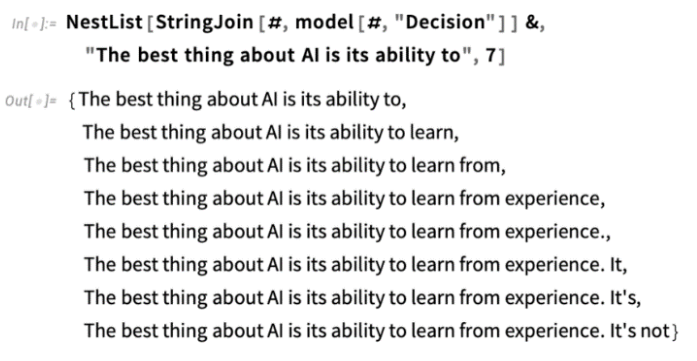 In[◦]:= NestList[StringJoin[#, model[#, "Decision"]] &,
"The best thing about AI is its ability to", 7]
Out[◦]= {The best thing about AI is its ability to,
The best thing about AI is its ability to learn,
The best thing about AI is its ability to learn from,
The best thing about AI is its ability to learn from experience,
The best thing about AI is its ability to learn from experience.,
The best thing about AI is its ability to learn from experience. It,
The best thing about AI is its ability to learn from experience. It's,
The best thing about AI is its ability to learn from experience. It's not}